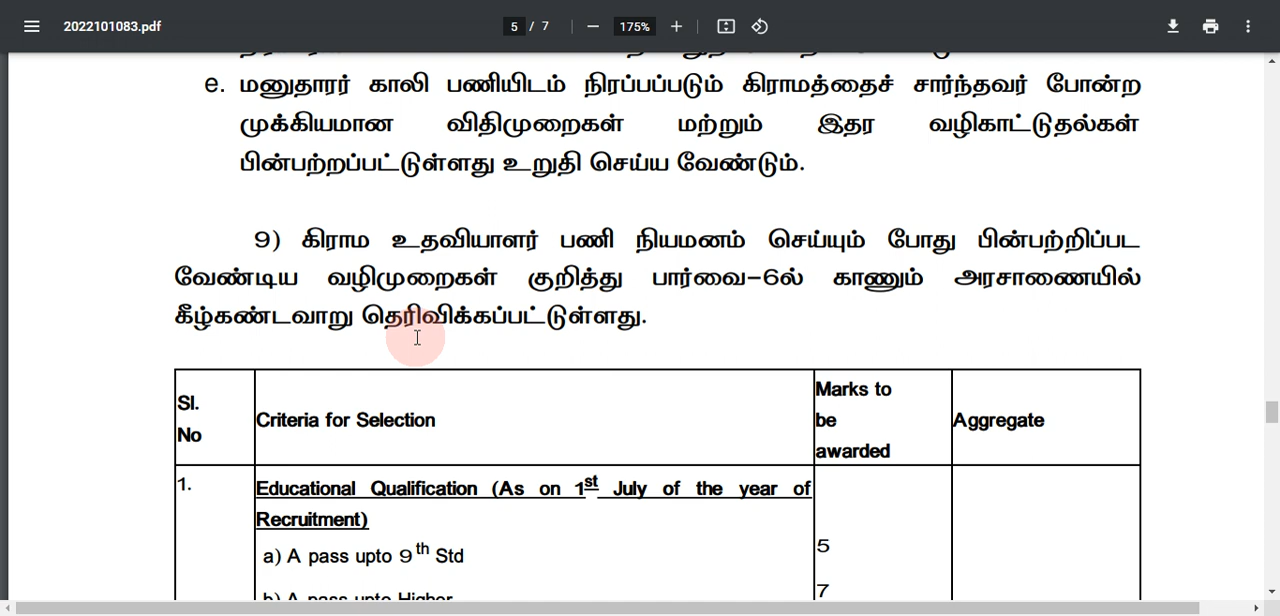 2022101083.pdf
5 / 7
175%
e. மனுதாரர் காலி பணியிடம் நிரப்பப்படும் கிராமத்தைச் சார்ந்தவர் போன்ற
முக்கியமான விதிமுறைகள் மற்றும் இதர வழிகாட்டுதல்கள்
பின்பற்றப்பட்டுள்ளது உறுதி செய்ய வேண்டும்.
9) கிராம உதவியாளர் பணி நியமனம் செய்யும் போது பின்பற்றிப்பட
வேண்டிய வழிமுறைகள் குறித்து பார்வை-6ல் காணும் அரசாணையில்
கீழ்கண்டவாறு தெரிவிக்கப்பட்டுள்ளது.
Sl.
No
Criteria for Selection
Marks to
be
awarded
Aggregate
1.
Educational Qualification (As on 1st July of the year of
Recruitment)
a) A pass upto 9th Std
5
b) A pass upto Higher
7